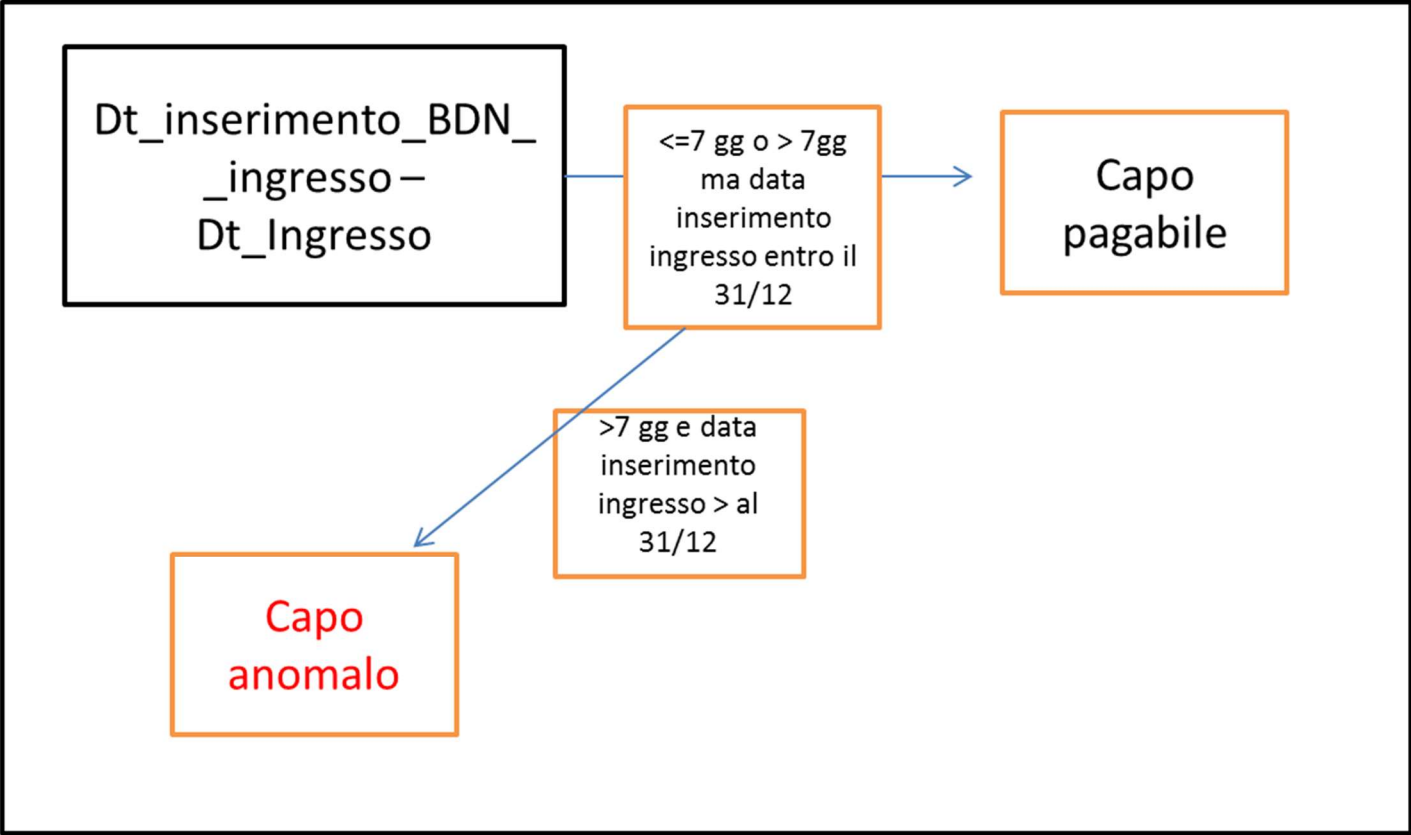 Dt_inserimento_BDN_
_ingresso –
Dt_Ingresso
<=7 gg o > 7gg
ma data
inserimento
ingresso entro il
31/12
Capo
pagabile
>7 gg e data
inserimento
ingresso > al
31/12
Capo
anomalo